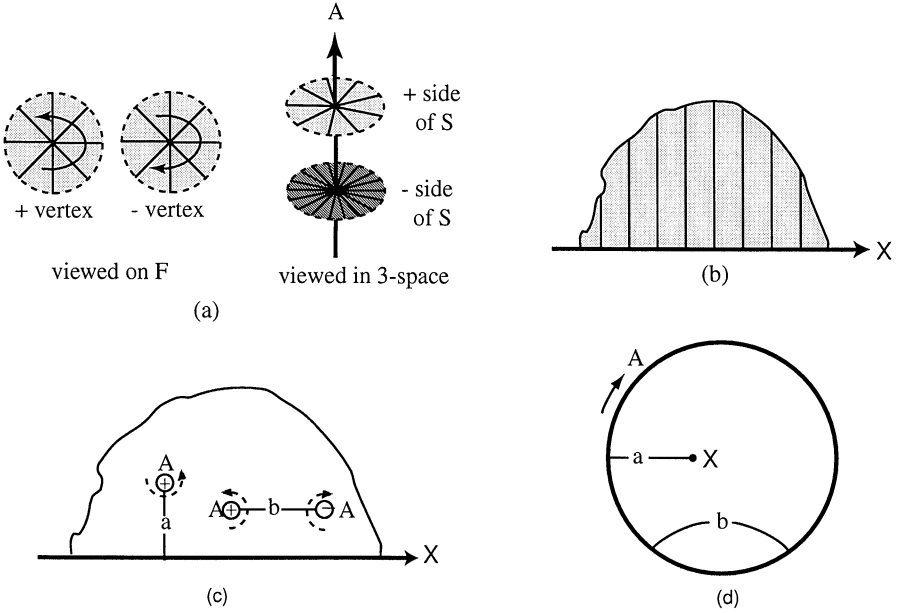 A
+ side
of S
- side
of S
+ vertex
- vertex
viewed on F
viewed in 3-space
(a)
X
(b)
A
+
a
A
+
b
−
A
X
(c)
A
a
X
b
(d)